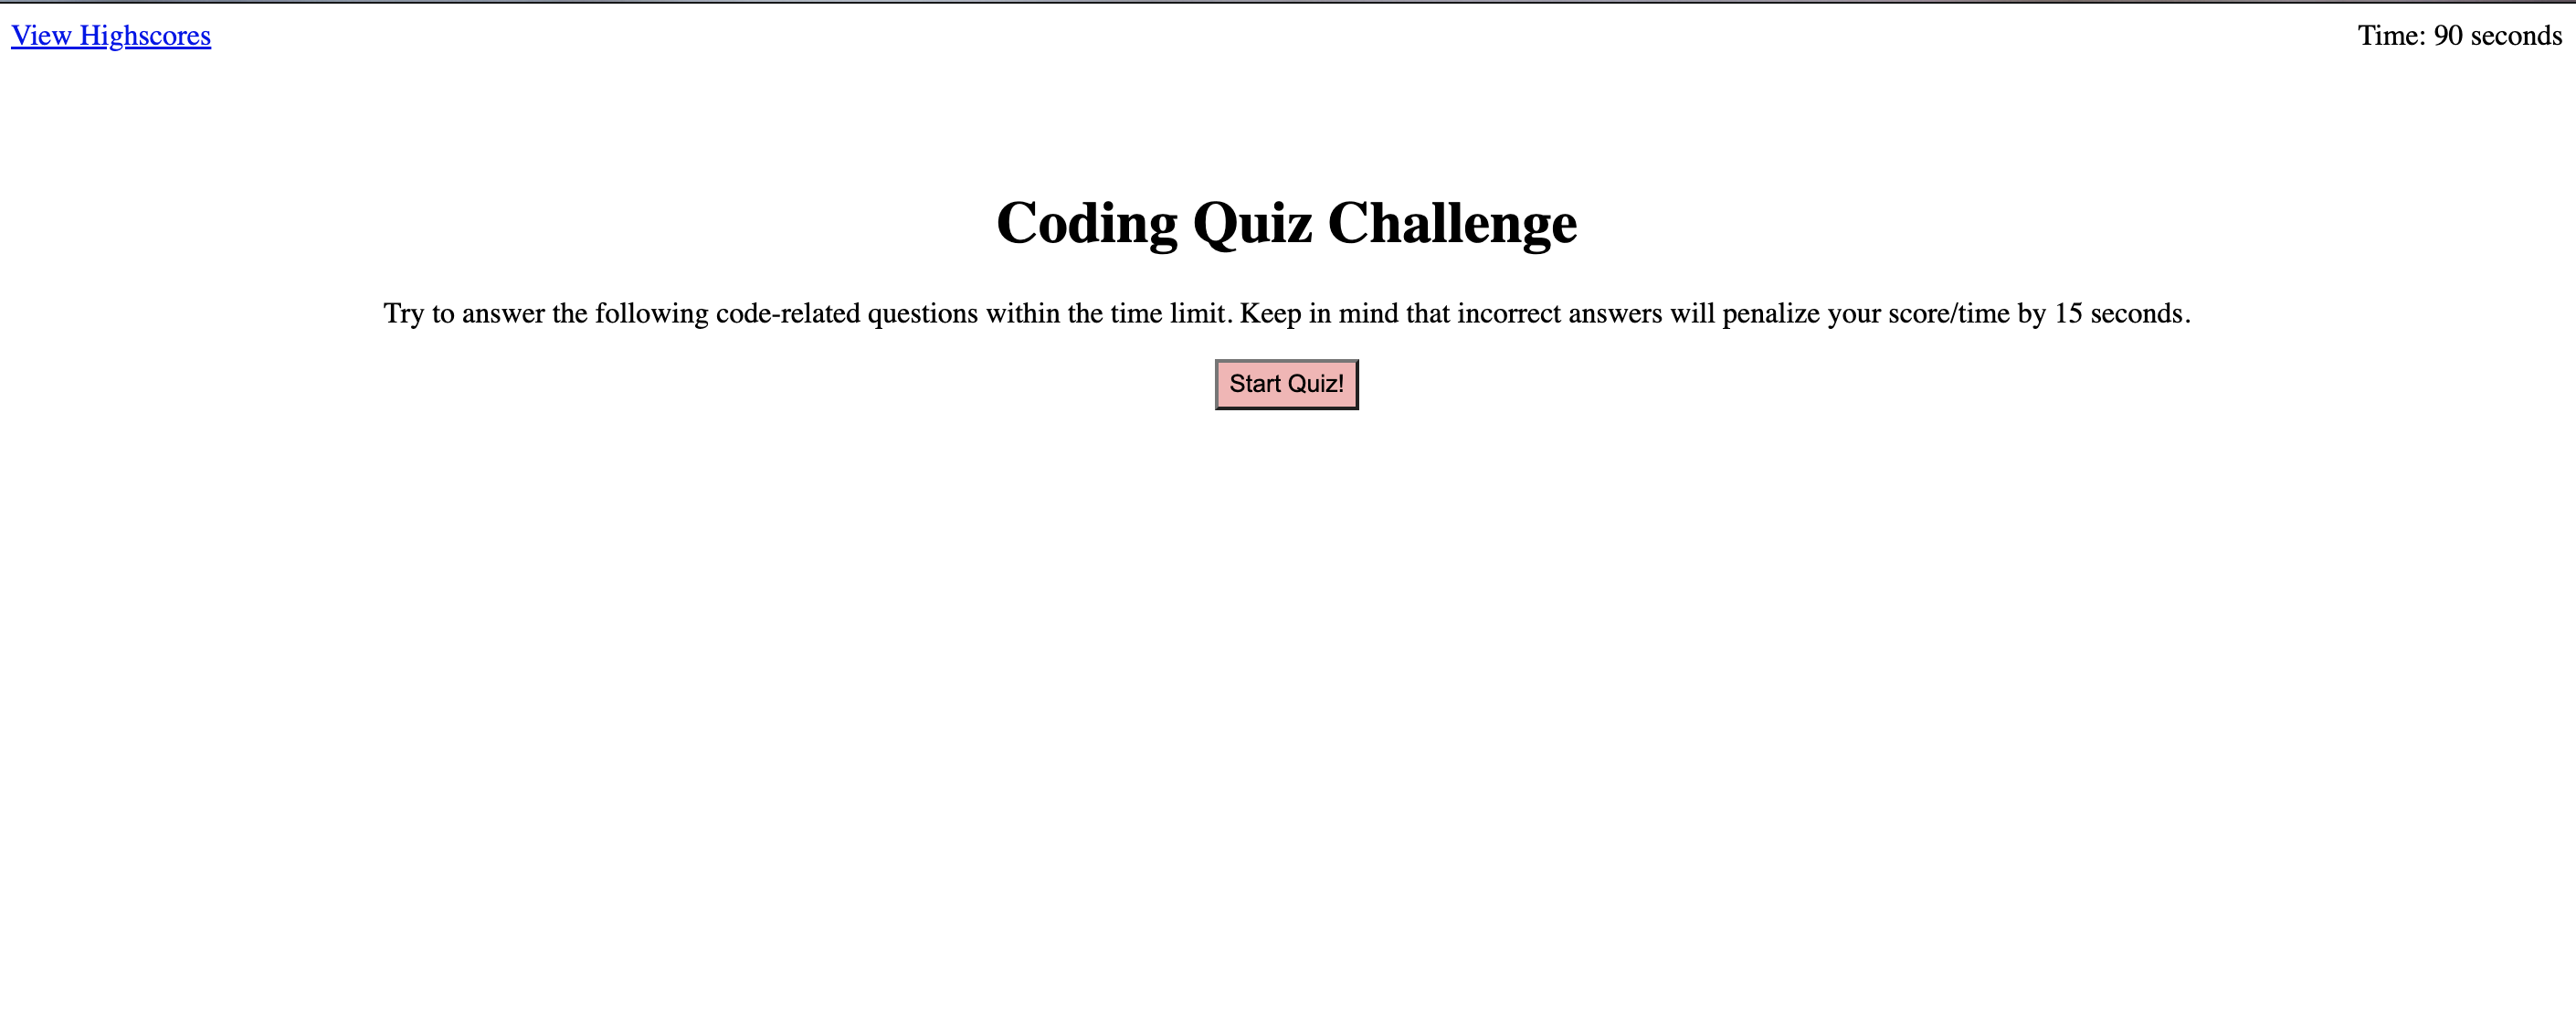 View Highscores
Time: 90 seconds
Coding Quiz Challenge
Try to answer the following code-related questions within the time limit. Keep in mind that incorrect answers will penalize your score/time by 15 seconds.
Start Quiz!